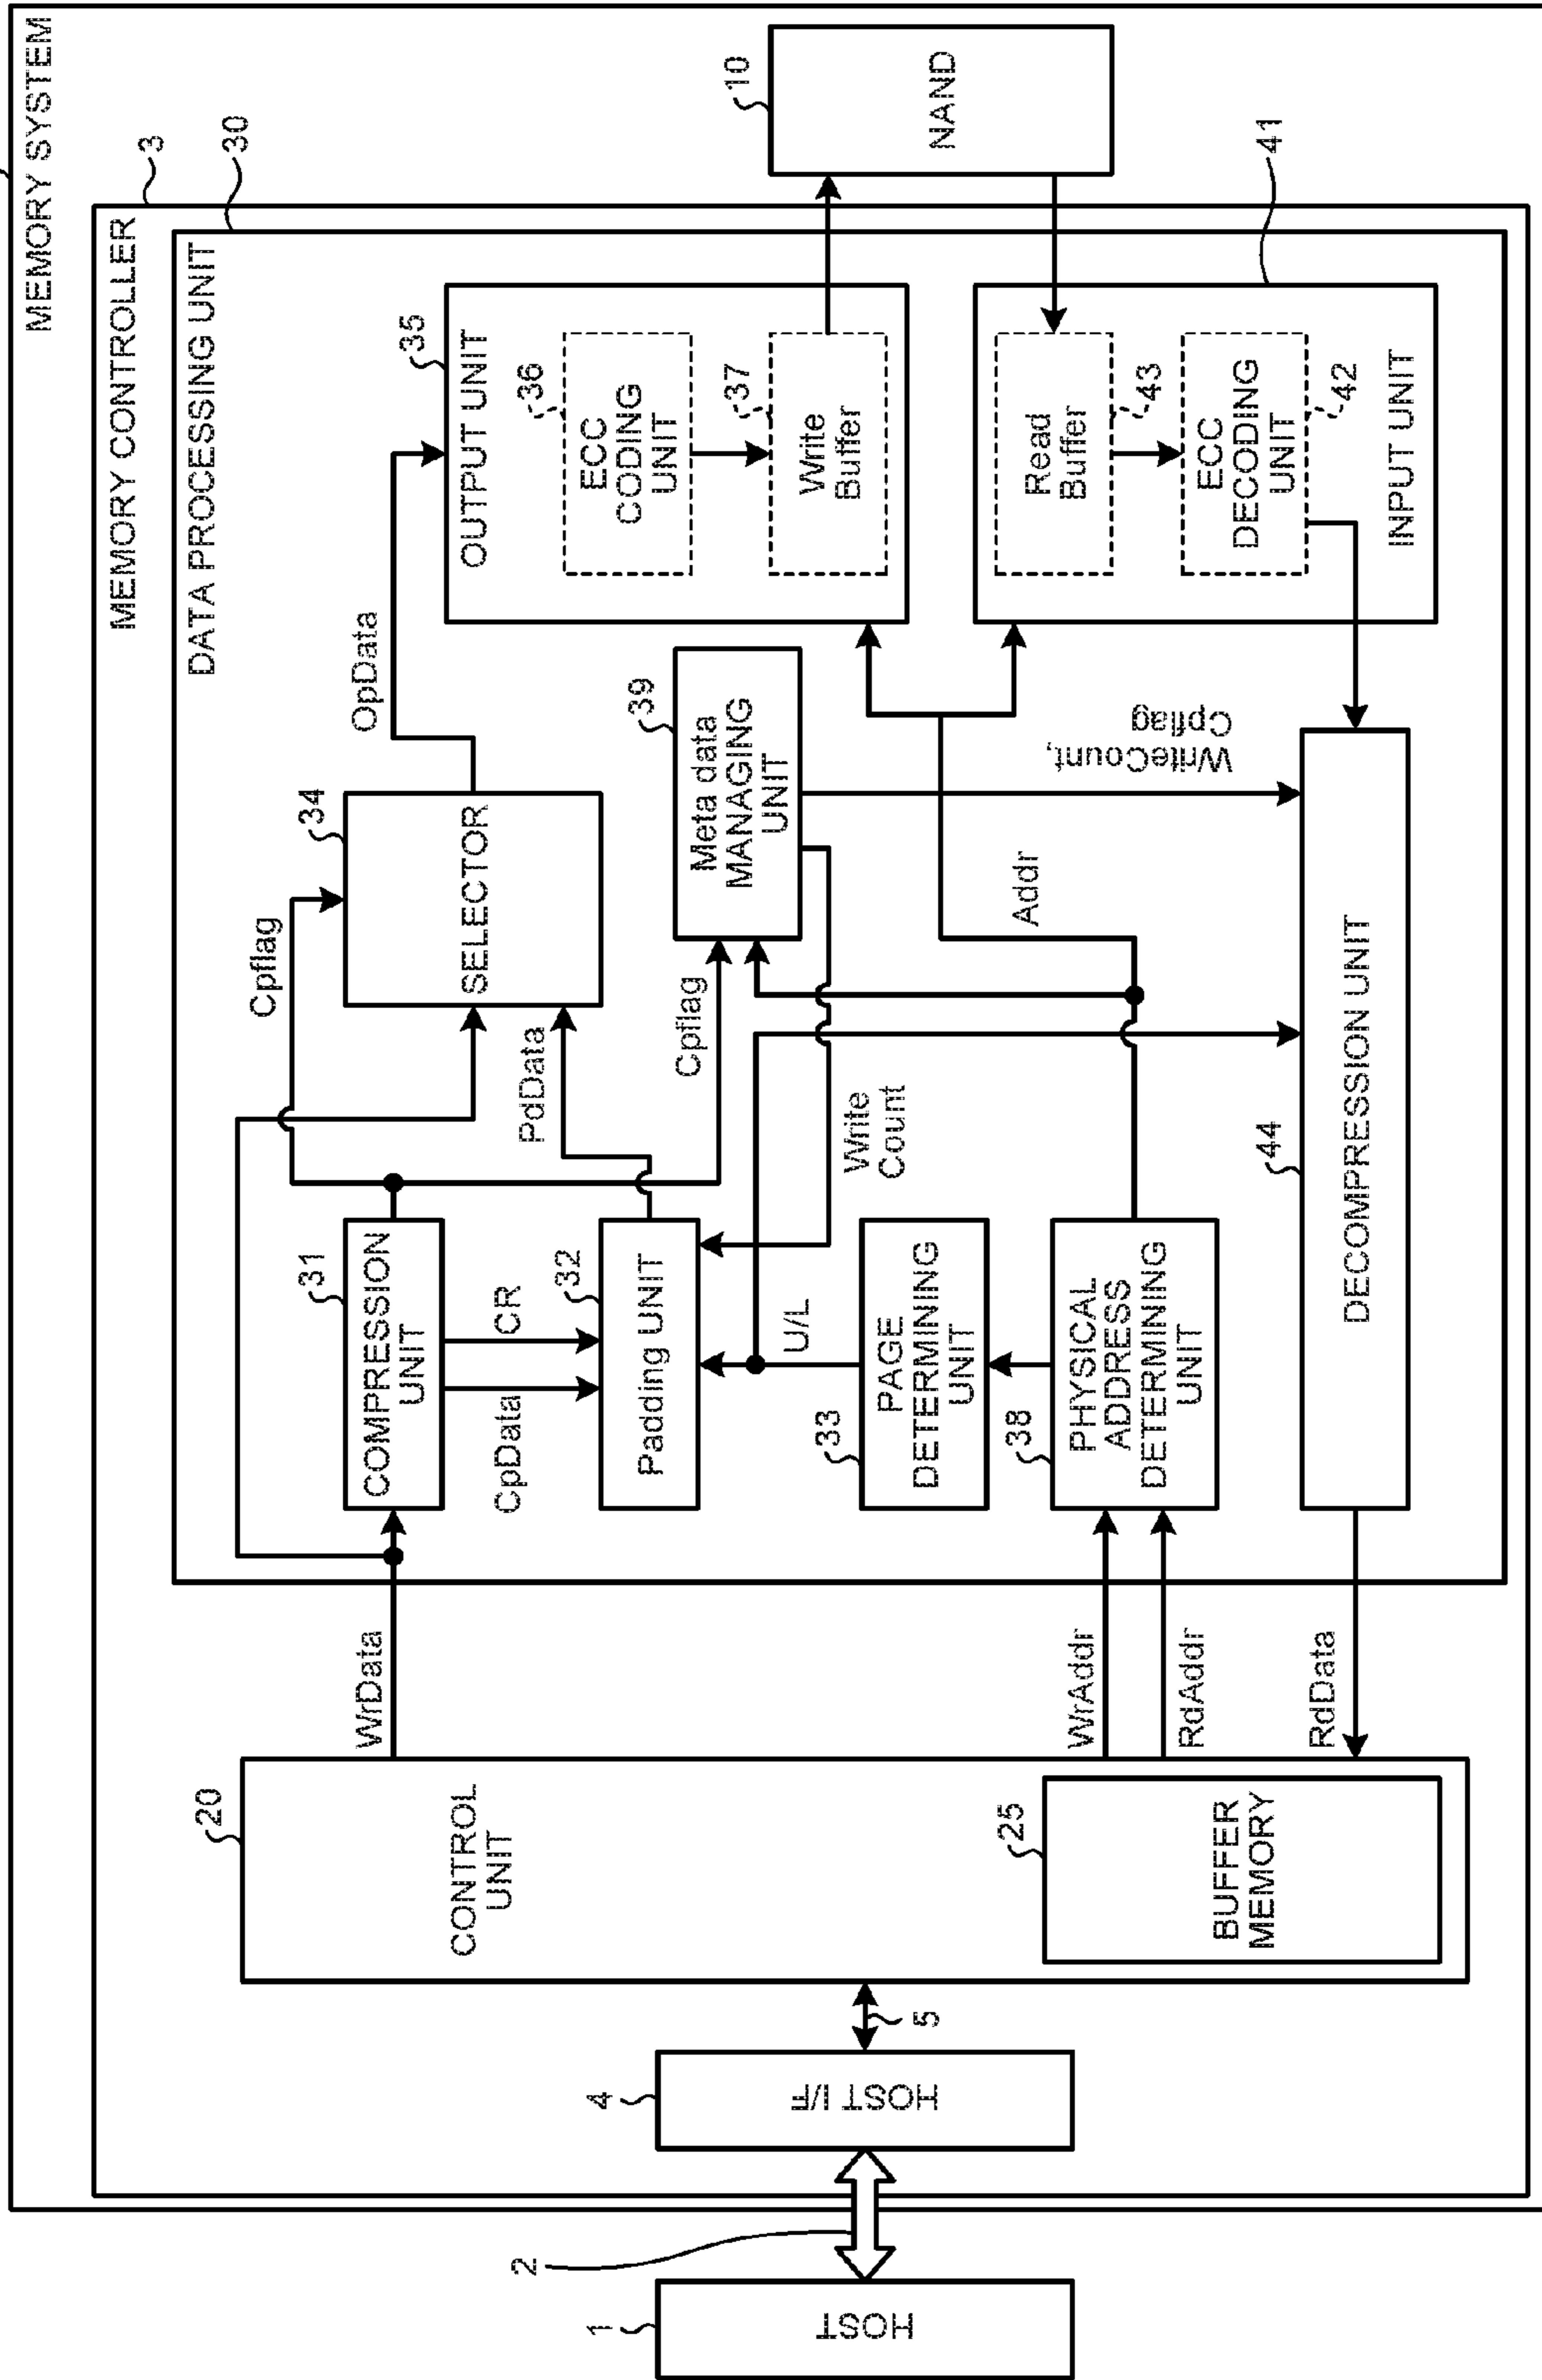 MEMORY SYSTEM
MEMORY CONTROLLER
3
DATA PROCESSING UNIT
30
HOST
1
2
HOST I/F
4
5
CONTROL
UNIT
20
BUFFER
MEMORY
25
WrData
WrAddr
RdAddr
RdData
COMPRESSION
UNIT
31
CpData
CR
Padding UNIT
32
U/L
PAGE
DETERMINING
UNIT
33
PHYSICAL
ADDRESS
DETERMINING
UNIT
38
DECOMPRESSION UNIT
44
Cpflag
PdData
Cpflag
Write
Count
SELECTOR
34
OpData
Meta data
MANAGING
UNIT
39
Addr
WriteCount,
Cpflag
OUTPUT UNIT
35
ECC
CODING
UNIT
36
Write
Buffer
37
Read
Buffer
43
ECC
DECODING
UNIT
42
INPUT UNIT
41
NAND
10